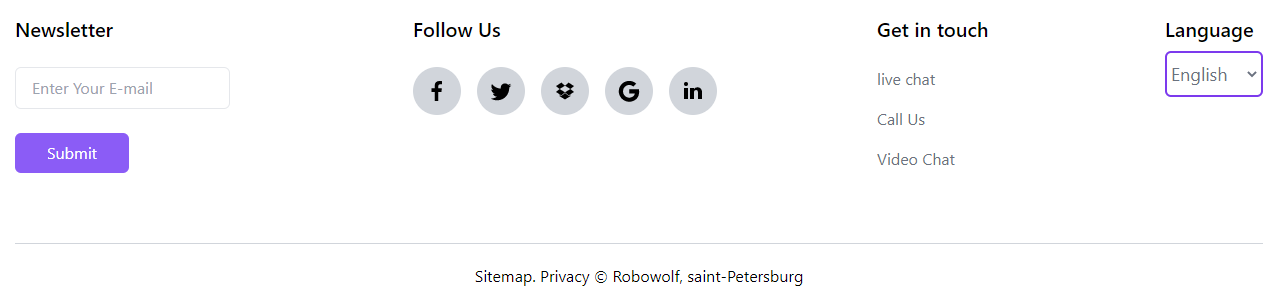 Newsletter
Enter Your E-mail
Submit
Follow Us
Get in touch
live chat
Call Us
Video Chat
Language
English
Sitemap. Privacy © Robowolf, saint-Petersburg